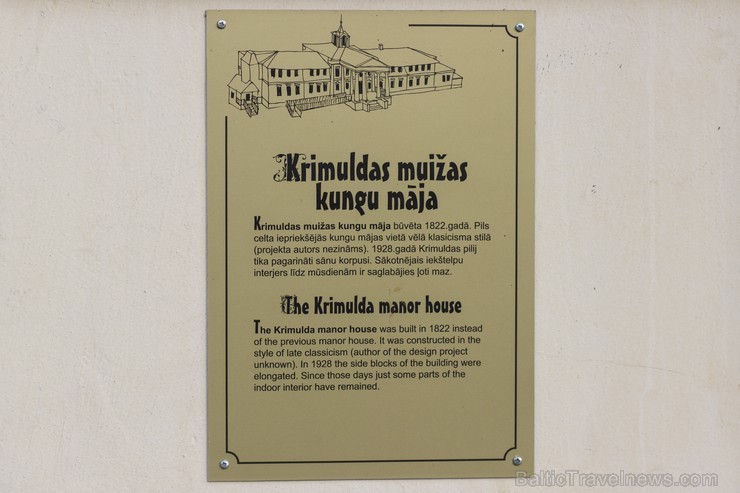 Krimuldas muižas
kungu māja
Krimuldas muižas kungu māja būvēta 1822.gadā. Pils
celta iepriekšējās kungu mājas vietā vēlā klasicisma stilā
(projekta autors nezināms). 1928.gadā Krimuldas pilij
tika pagarināti sānu korpusi. Sākotnējais iekštelpu
interjers līdz mūsdienām ir saglabājies ļoti maz.
The Krimulda manor house
The Krimulda manor house was built in 1822 instead
of the previous manor house. It was constructed in the
style of late classicism (author of the design project
unknown). In 1928 the side blocks of the building were
elongated. Since those days just some parts of the
indoor interior have remained.
BalticTravelnews.com